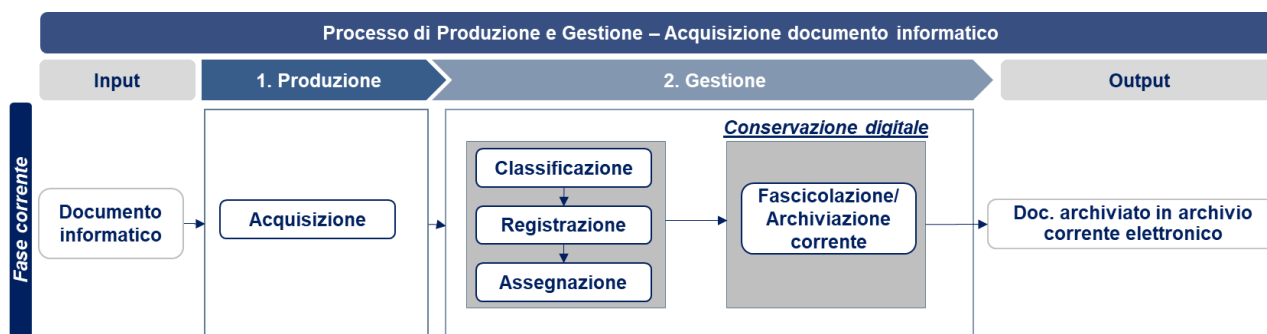 Processo di Produzione e Gestione – Acquisizione documento informatico
Input
1. Produzione
2. Gestione
Output
Fase corrente
Documento
informatico
Acquisizione
Classificazione
Registrazione
Assegnazione
Conservazione digitale
Fascicolazione/
Archiviazione
corrente
Doc. archiviato in archivio
corrente elettronico